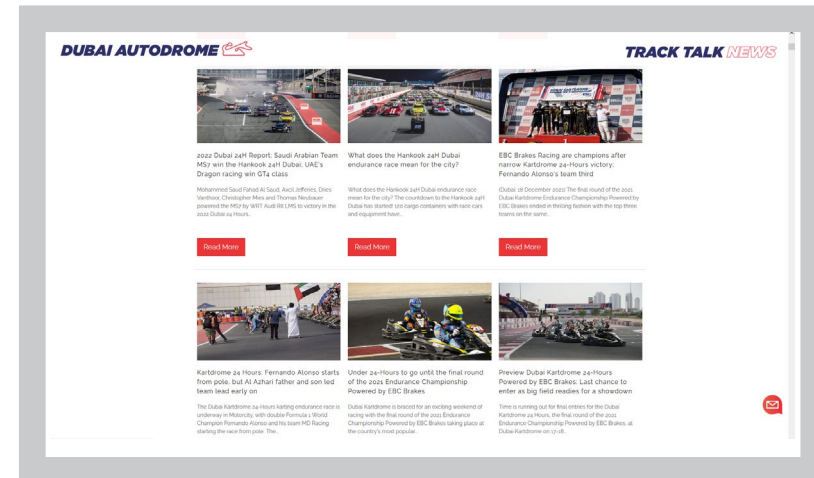 DUBAI AUTODROME
TRACK TALK NEWS
2022 Dubai 24H Report: Saudi Arabian Team
MS7 win the Hankook 24H Dubai, UAE's
Dragon racing win GT4 class
Mohammed Saud Fahad Al Saud, Axcil Jefferies, Dries
Vanthoor, Christopher Mies and Thomas Neubauer
powered the MS7 by WRT Audi R8 LMS to victory in the
2022 Dubai 24 Hours...
Read More
What does the Hankook 24H Dubai
endurance race mean for the city?
What does the Hankook 24H Dubai endurance race
mean for the city? The countdown to the Hankook 24H
Dubai has started! 120 cargo containers with race cars
and equipment have...
Read More
EBC Brakes Racing are champions after
narrow Kartdrome 24-Hours victory;
Fernando Alonso's team third
(Dubai: 18 December 2021) The final round of the 2021
Dubai Kartdrome Endurance Championship Powered by
EBC Brakes ended in thrilling fashion with the top three
teams on the same...
Read More
Kartdrome 24 Hours: Fernando Alonso starts
from pole, but Al Azhari father and son led
team lead early on
The Dubai Kartdrome 24-Hours karting endurance race is
underway in Motorcity, with double Formula 1 World
Champion Fernando Alonso and his team MD Racing
starting the race from pole. The...
Under 24-Hours to go until the final round
of the 2021 Endurance Championship
Powered by EBC Brakes
Dubai Kartdrome is braced for an exciting weekend of
racing with the final round of the 2021 Endurance
Championship Powered by EBC Brakes taking place at
the country's most popular...
Preview Dubai Kartdrome 24-Hours
Powered by EBC Brakes: Last chance to
enter as big field readies for a showdown
Time is running out for final entries for the Dubai
Kartdrome 24 Hours, the final round of the 2021
Endurance Championship Powered by EBC Brakes, at
Dubai Kartdrome on 17-18...